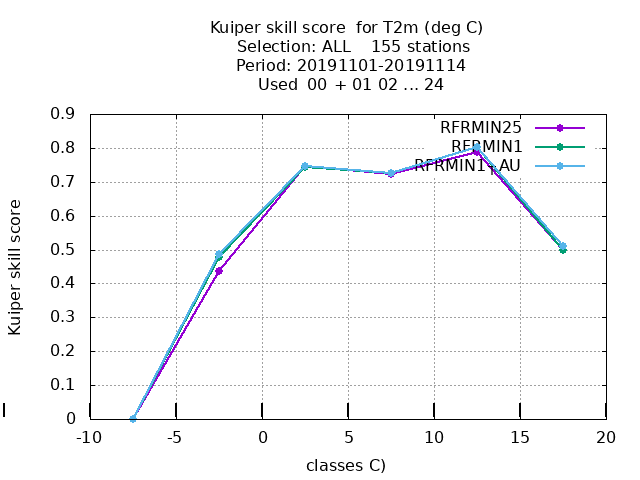 Kuiper skill score for T2m (deg C)
Selection: ALL 155 stations
Period: 20191101-20191114
Used 00 + 01 02 ... 24
0.9
0.8
0.7
0.6
0.5
0.4
0.3
0.2
0.1
0
Kuiper skill score
RFRMIN25
RFRMIN1
RFRMIN1+AU
-10
-5
0
5
10
15
20
classes C)